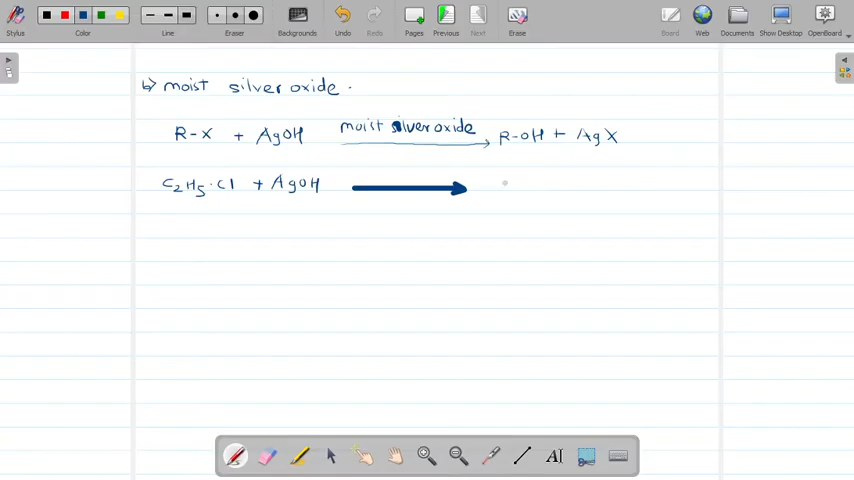 Stylus Color Line Eraser Backgrounds Undo Redo Pages Previous Next Erase Board Web Documents Show Desktop OpenBoard
b) moist silver oxide.
R-X + AgOH moist silver oxide R-OH + AgX
C2H5.Cl + AgOH